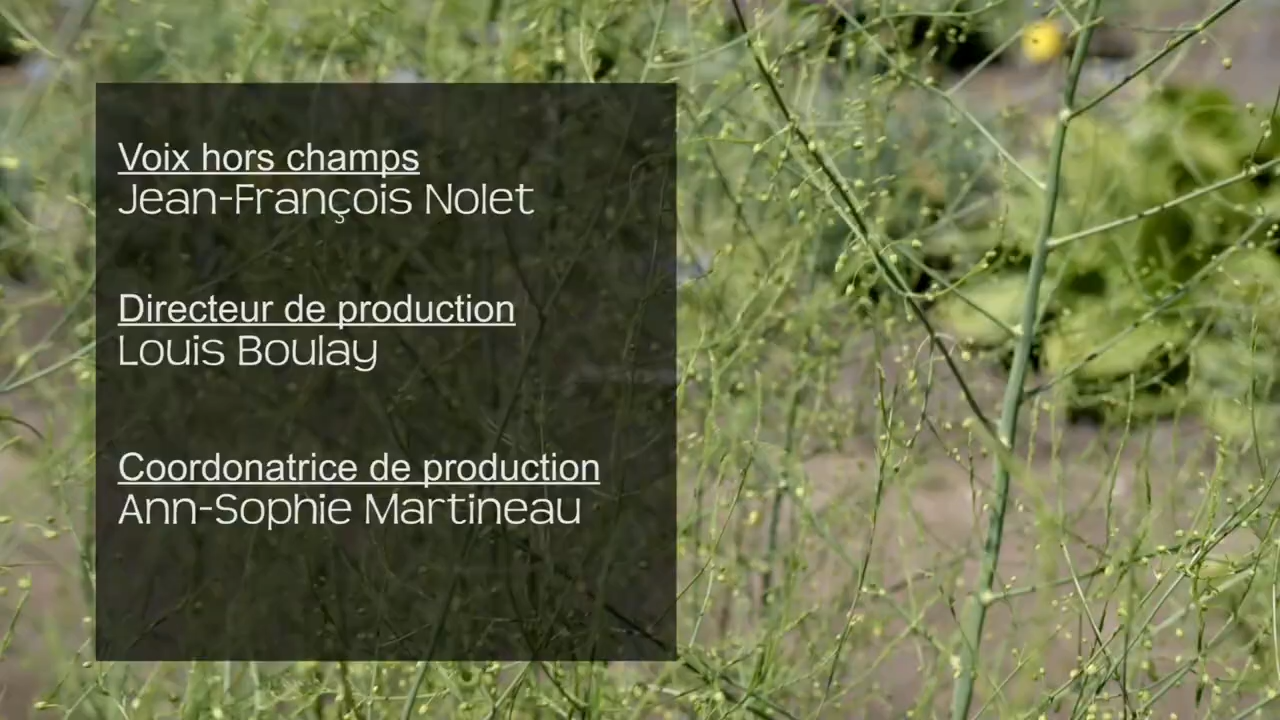 Voix hors champs
Jean-François Nolet
Directeur de production
Louis Boulay
Coordonatrice de production
Ann-Sophie Martineau